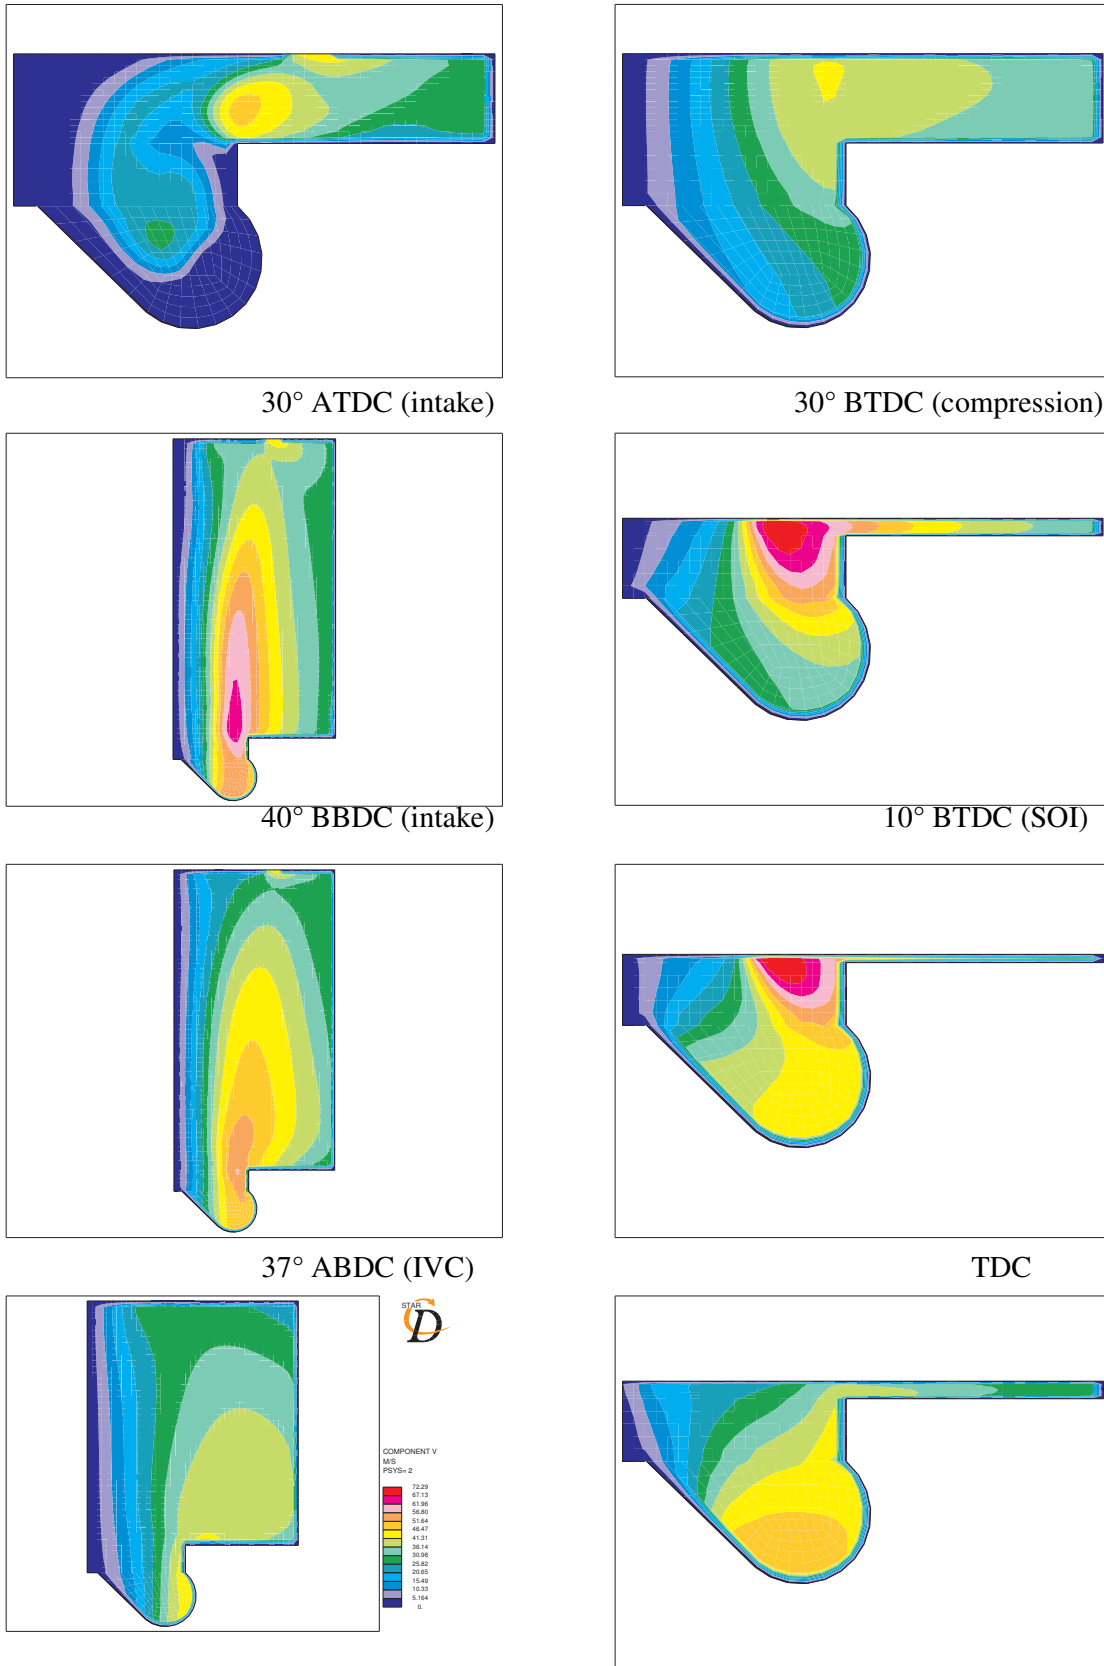 30° ATDC (intake)
30° BTDC (compression)
40° BBDC (intake)
10° BTDC (SOI)
37° ABDC (IVC)
TDC
STAR
D
COMPONENT V
M/S
PSYS= 2
72.29
67.13
61.96
56.80
51.64
46.47
41.31
36.14
30.98
25.82
20.65
15.49
10.33
5.164
0.